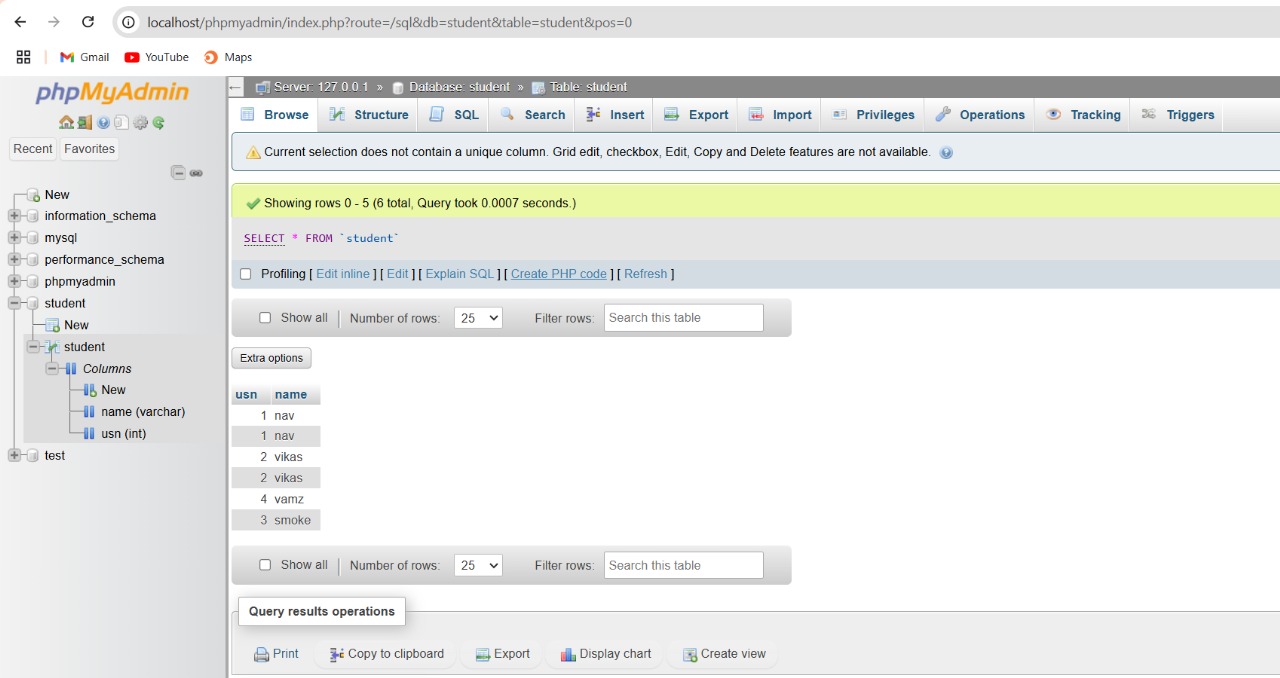 localhost/phpmyadmin/index.php?route=/sql&db=student&table=student&pos=0
Gmail YouTube Maps
phpMyAdmin
Recent Favorites
New
information_schema
mysql
performance_schema
phpmyadmin
student
New
student
Columns
New
name (varchar)
usn (int)
test
Server: 127.0.0.1 » Database: student » Table: student
Browse Structure SQL Search Insert Export Import Privileges Operations Tracking Triggers
Current selection does not contain a unique column. Grid edit, checkbox, Edit, Copy and Delete features are not available.
Showing rows 0 - 5 (6 total, Query took 0.0007 seconds.)
SELECT * FROM `student`
Profiling [ Edit inline ] [ Edit ] [ Explain SQL ] [ Create PHP code ] [ Refresh ]
Show all Number of rows: 25 Filter rows: Search this table
Extra options
usn name
1 nav
1 nav
2 vikas
2 vikas
4 vamz
3 smoke
Show all Number of rows: 25 Filter rows: Search this table
Query results operations
Print Copy to clipboard Export Display chart Create view